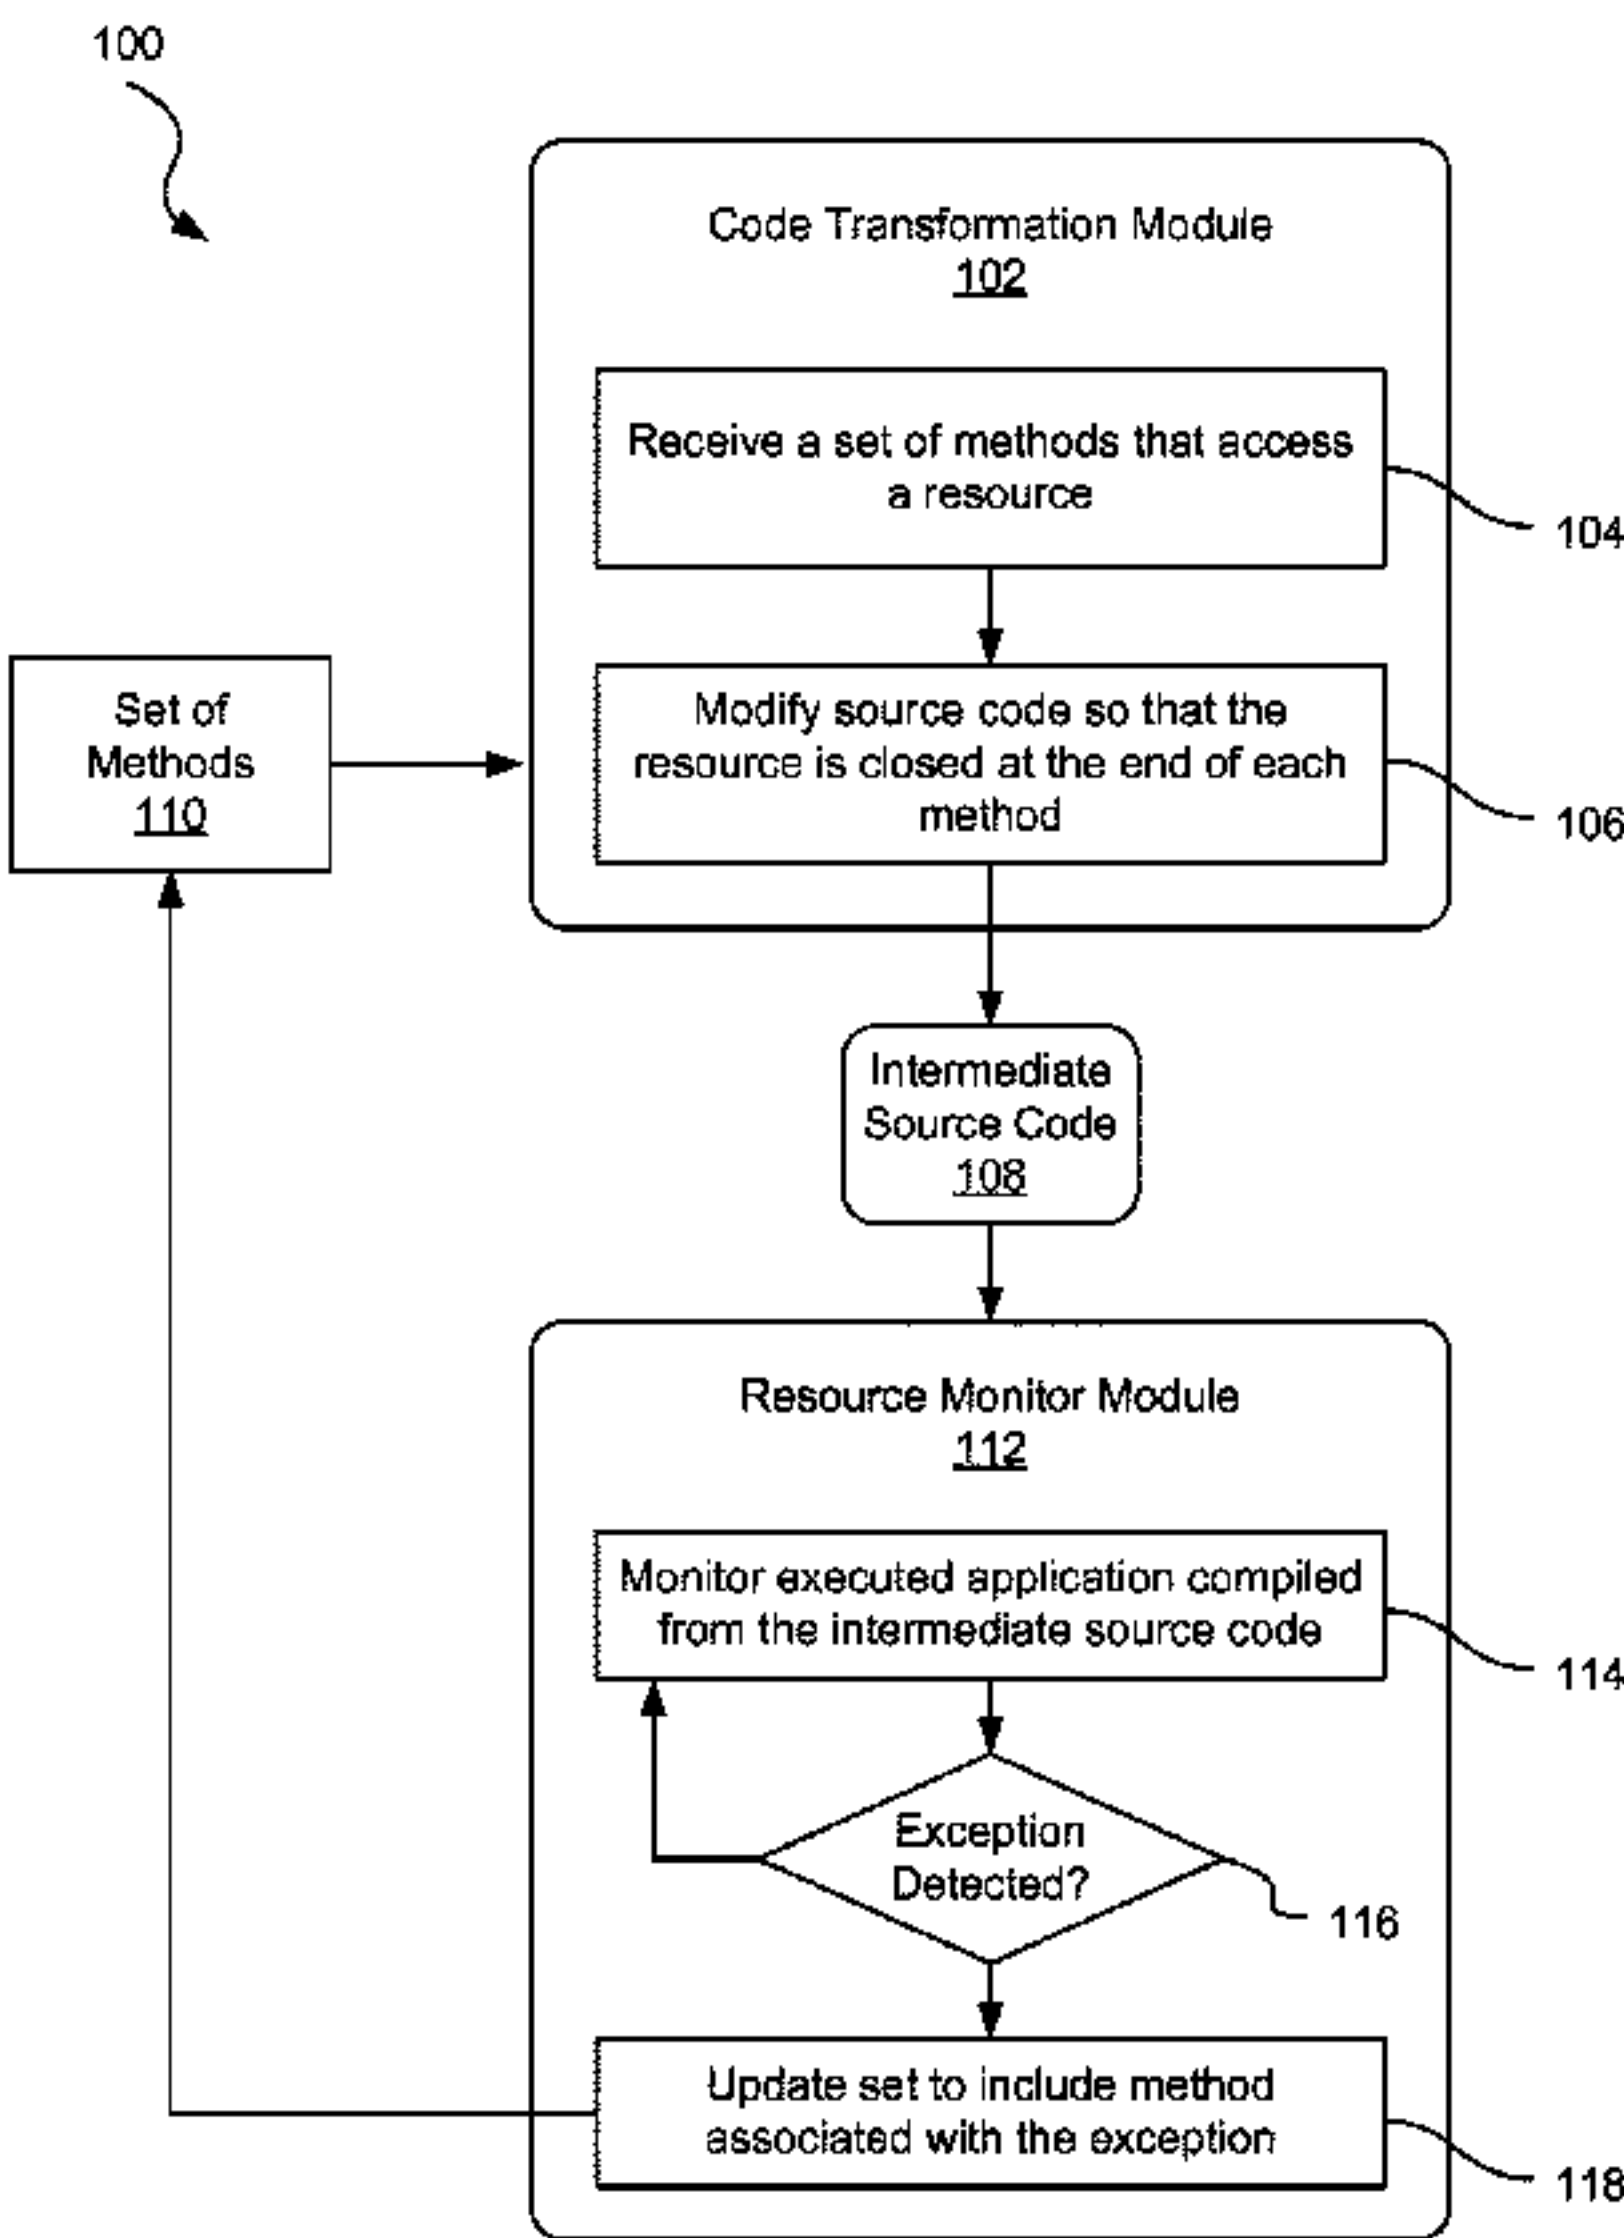 100
Code Transformation Module
102
Receive a set of methods that access
a resource
104
Set of
Methods
110
Modify source code so that the
resource is closed at the end of each
method
106
Intermediate
Source Code
108
Resource Monitor Module
112
Monitor executed application compiled
from the intermediate source code
114
Exception
Detected?
116
Update set to include method
associated with the exception
118